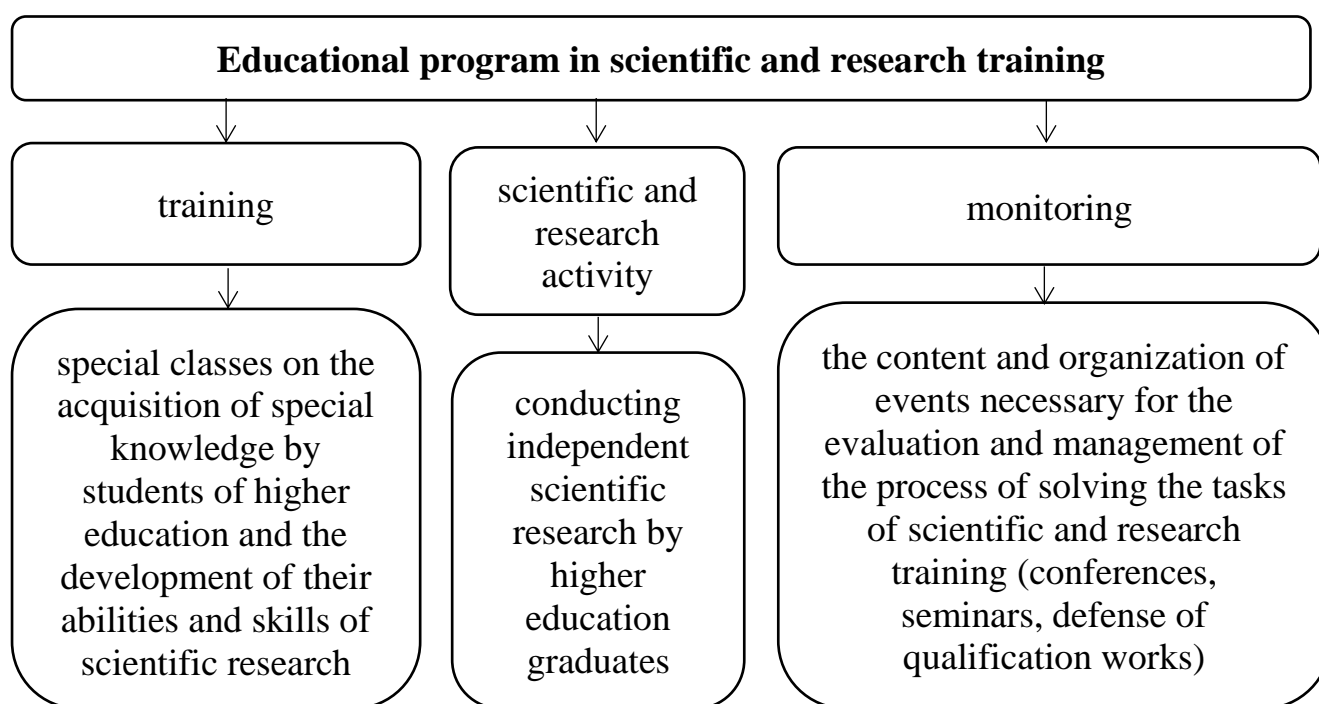 Educational program in scientific and research training
training
scientific and
research
activity
monitoring
special classes on the
acquisition of special
knowledge by
students of higher
education and the
development of their
abilities and skills of
scientific research
conducting
independent
scientific
research by
higher
education
graduates
the content and organization of
events necessary for the
evaluation and management of
the process of solving the tasks
of scientific and research
training (conferences,
seminars, defense of
qualification works)